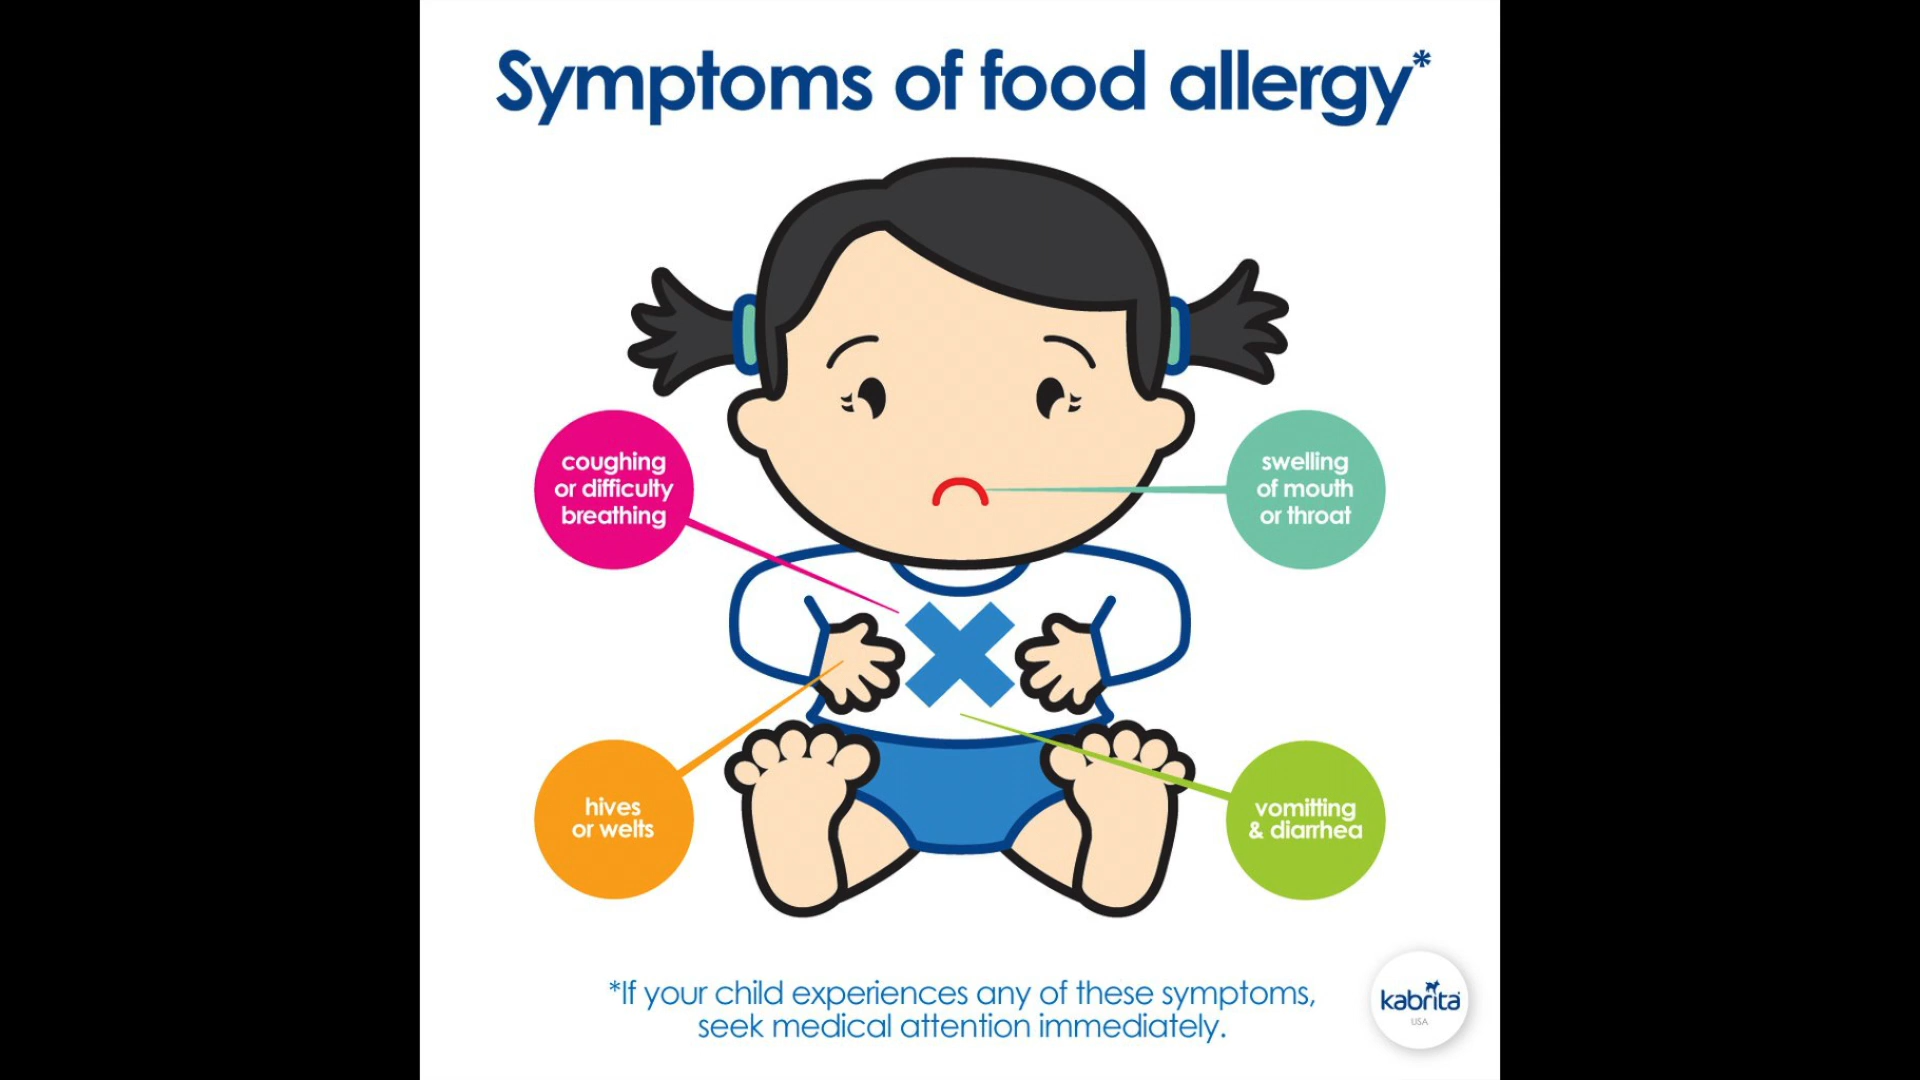 Symptoms of food allergy*
coughing
or difficulty
breathing
swelling
of mouth
or throat
hives
or welts
vomitting
& diarrhea
*If your child experiences any of these symptoms,
seek medical attention immediately.
kabrita
USA